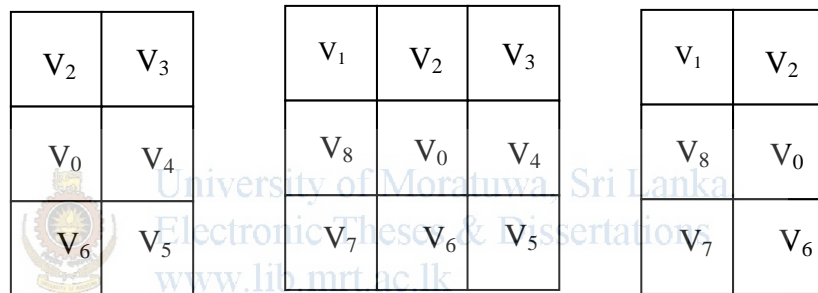 V₂ V₃ V₁ V₂ V₃ V₁ V₂
V₀ V₄ V₈ V₀ V₄ V₈ V₀
University of Moratuwa, Sri Lanka.
Electronic Theses & Dissertations
V₆ V₅ V₇ V₆ V₅ V₇ V₆
www.lib.mrt.ac.lk